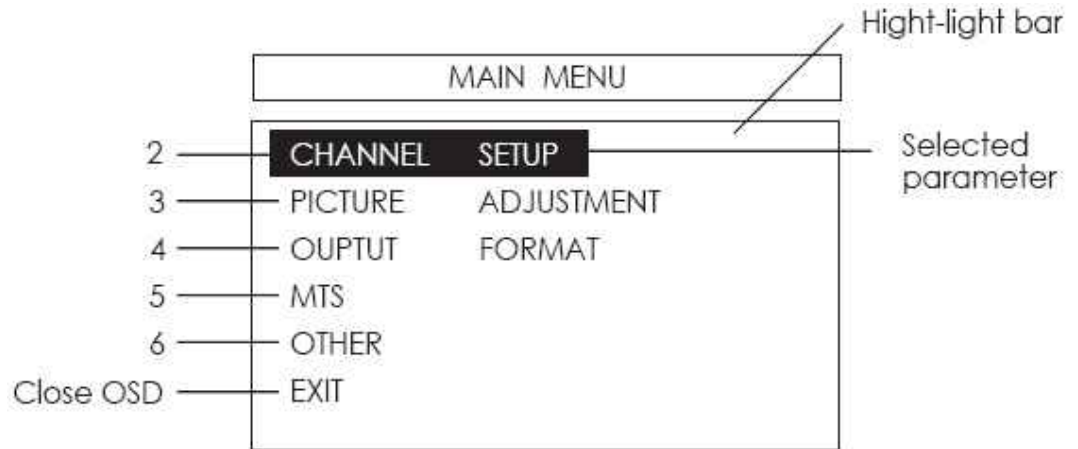 Hight-light bar
MAIN MENU
2 CHANNEL SETUP Selected
parameter
3 PICTURE ADJUSTMENT
4 OUPTUT FORMAT
5 MTS
6 OTHER
Close OSD EXIT